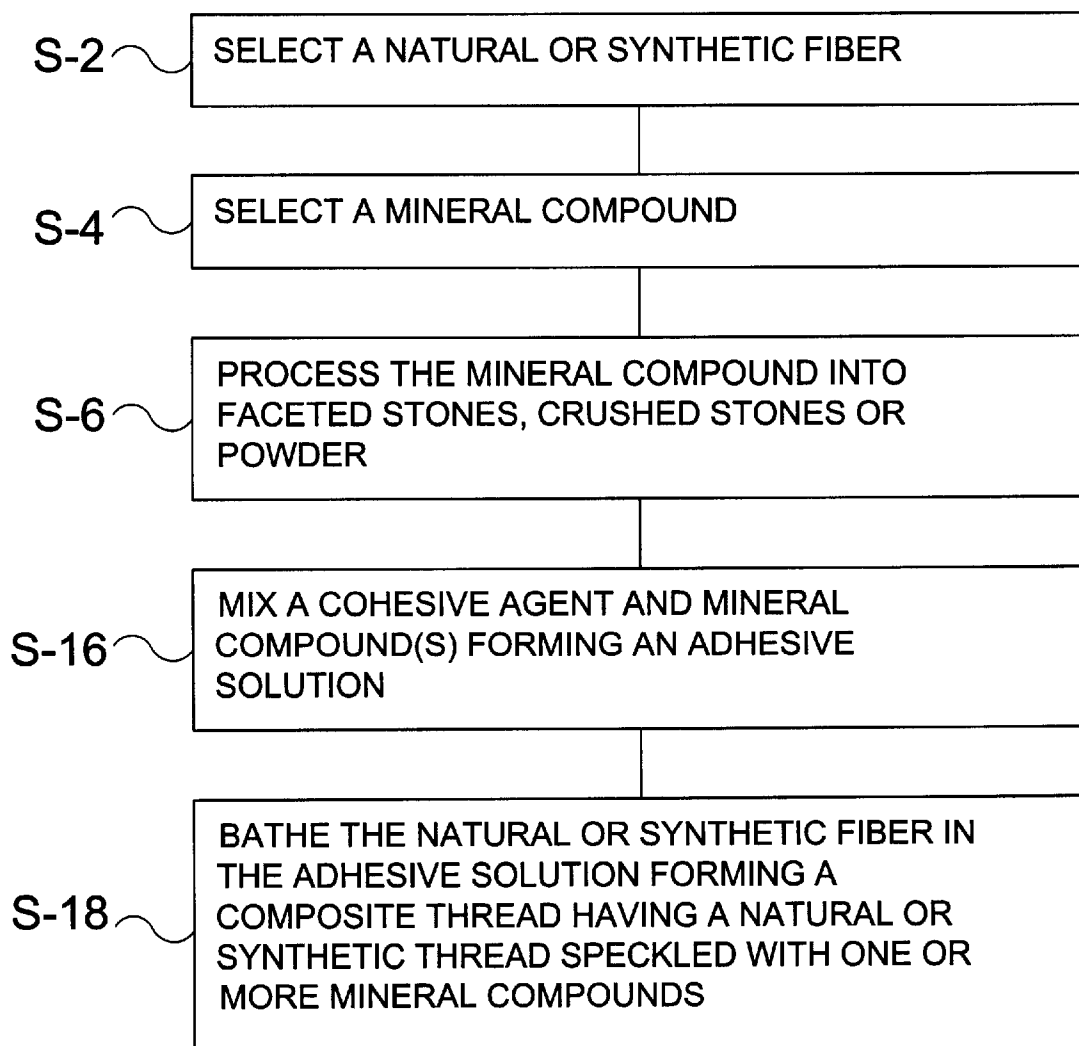 S-2
SELECT A NATURAL OR SYNTHETIC FIBER
S-4
SELECT A MINERAL COMPOUND
S-6
PROCESS THE MINERAL COMPOUND INTO
FACETED STONES, CRUSHED STONES OR
POWDER
S-16
MIX A COHESIVE AGENT AND MINERAL
COMPOUND(S) FORMING AN ADHESIVE
SOLUTION
S-18
BATHE THE NATURAL OR SYNTHETIC FIBER IN
THE ADHESIVE SOLUTION FORMING A
COMPOSITE THREAD HAVING A NATURAL OR
SYNTHETIC THREAD SPECKLED WITH ONE OR
MORE MINERAL COMPOUNDS